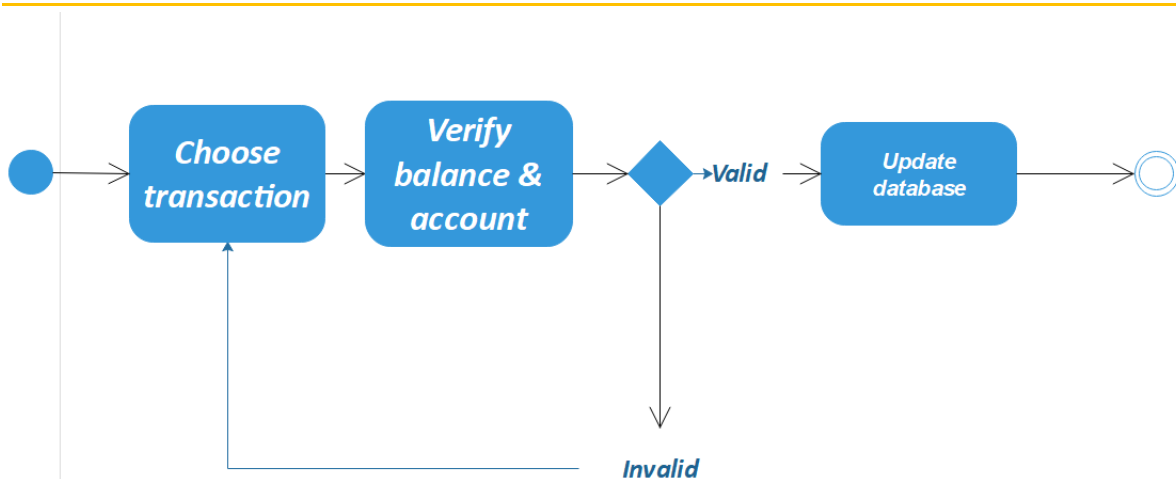 Choose
transaction
Verify
balance &
account
Valid
Update
database
Invalid